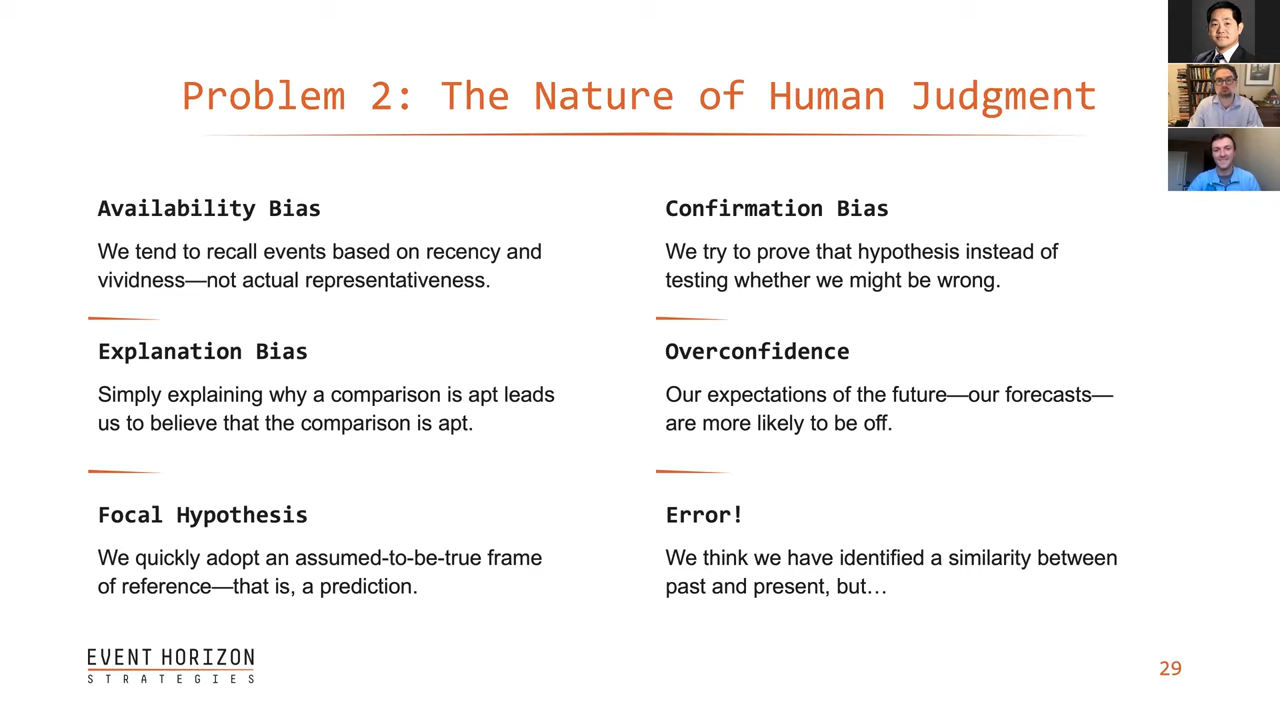 Problem 2: The Nature of Human Judgment
Availability Bias
We tend to recall events based on recency and
vividness—not actual representativeness.
Explanation Bias
Simply explaining why a comparison is apt leads
us to believe that the comparison is apt.
Focal Hypothesis
We quickly adopt an assumed-to-be-true frame
of reference—that is, a prediction.
Confirmation Bias
We try to prove that hypothesis instead of
testing whether we might be wrong.
Overconfidence
Our expectations of the future—our forecasts—
are more likely to be off.
Error!
We think we have identified a similarity between
past and present, but…
EVENT HORIZON
STRATEGIES
29